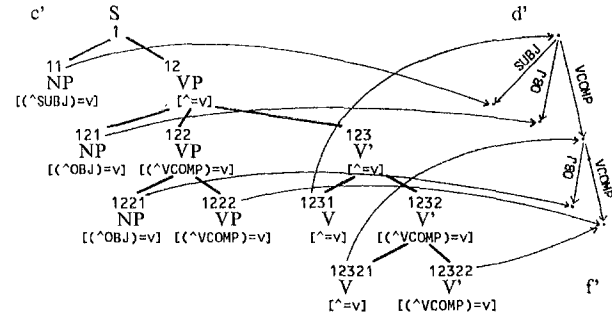 c' S d'
1
11 12
NP VP
[(^SUBJ)=v] [^=v]
121 122 123
NP VP V'
[(^OBJ)=v] [(^VCOMP)=v] [^=v]
1221 1222 1231 1232
NP VP V V'
[(^OBJ)=v] [(^VCOMP)=v] [^=v] [(^VCOMP)=v]
12321 12322
V V'
[^=v] [(^VCOMP)=v]
SUBJ
OBJ
VCOMP
OBJ
VCOMP
f'